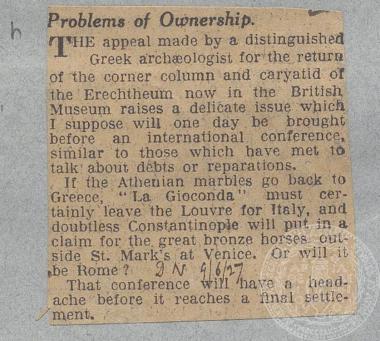 h
Problems of Ownership.
THE appeal made by a distinguished
Greek archæologist for the return
of the corner column and caryatid of
the Erechtheum now in the British
Museum raises a delicate issue which
I suppose will one day be brought
before an international conference,
similar to those which have met to
talk about debts or reparations.
If the Athenian marbles go back to
Greece, "La Gioconda" must cer-
tainly leave the Louvre for Italy, and
doubtless Constantinople will put in a
claim for the great bronze horses out-
side St. Mark's at Venice. Or will it
be Rome? DN 9/6/27
That conference will have a head-
ache before it reaches a final settle-
ment.